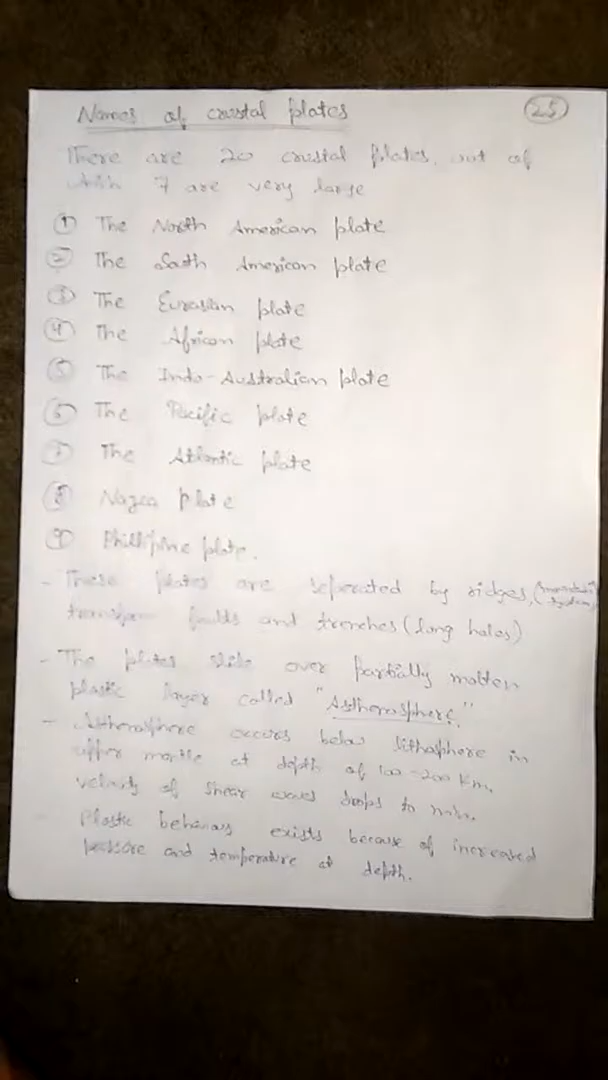 Names of crustal plates
25
There are 20 crustal plates, out of
which 7 are very large
① The North American plate
② The South American plate
③ The Eurasian plate
④ The African plate
⑤ The Indo-Australian plate
⑥ The Pacific plate
⑦ The Atlantic plate
⑧ Nazca plate
⑨ Phillipine plate.
- These plates are seperated by ridges, (mountain
system)
transform faults and trenches (long holes)
- The plates slide over partially molten
plastic layer called "Asthenosphere."
- Asthenosphere occurs below lithosphere in
upper mantle at depth of 100-200 Km.
velocity of shear waves drops to min.
Plastic behaviour exists because of increased
pressure and temperature at depth.